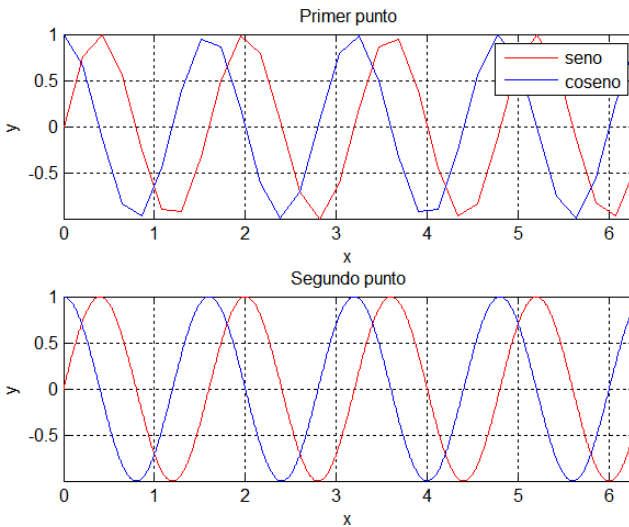 Primer punto
1
0.5
0
-0.5
y
seno
coseno
0 1 2 3 4 5 6
x
Segundo punto
1
0.5
0
-0.5
y
0 1 2 3 4 5 6
x